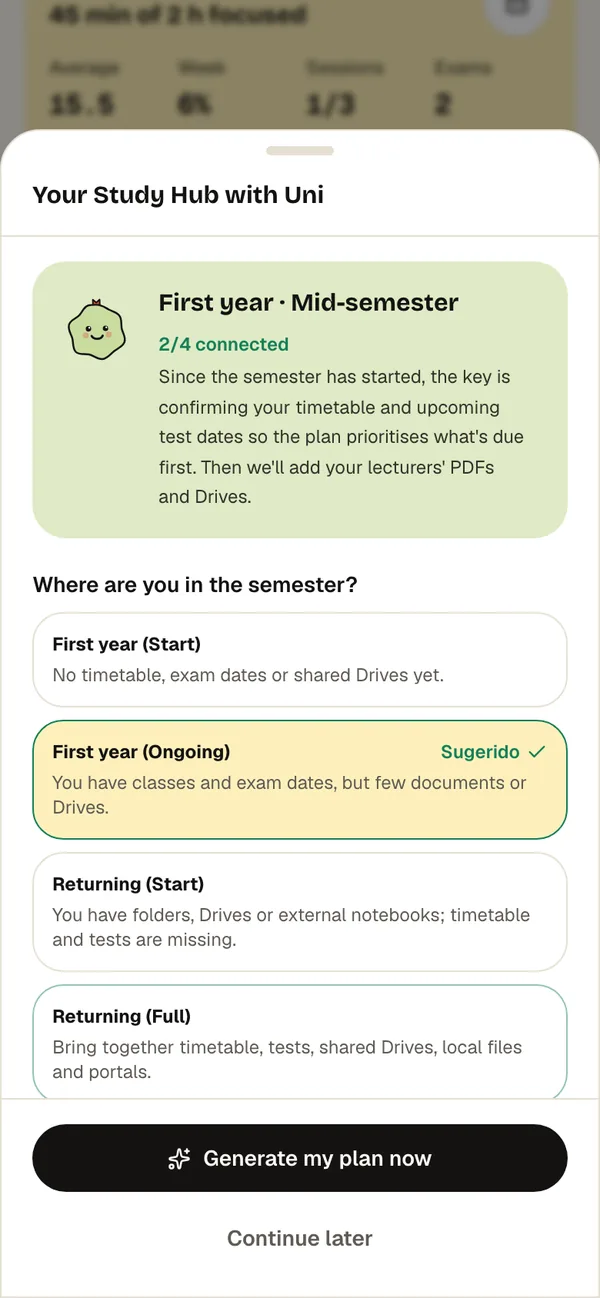 45 min of 2 h focused
Average Week Sessions Exams
15.5 6% 1/3 2
Your Study Hub with Uni
First year · Mid-semester
2/4 connected
Since the semester has started, the key is
confirming your timetable and upcoming
test dates so the plan prioritises what's due
first. Then we'll add your lecturers' PDFs
and Drives.
Where are you in the semester?
First year (Start)
No timetable, exam dates or shared Drives yet.
First year (Ongoing) Sugerido
You have classes and exam dates, but few documents or
Drives.
Returning (Start)
You have folders, Drives or external notebooks; timetable
and tests are missing.
Returning (Full)
Bring together timetable, tests, shared Drives, local files
and portals.
Generate my plan now
Continue later